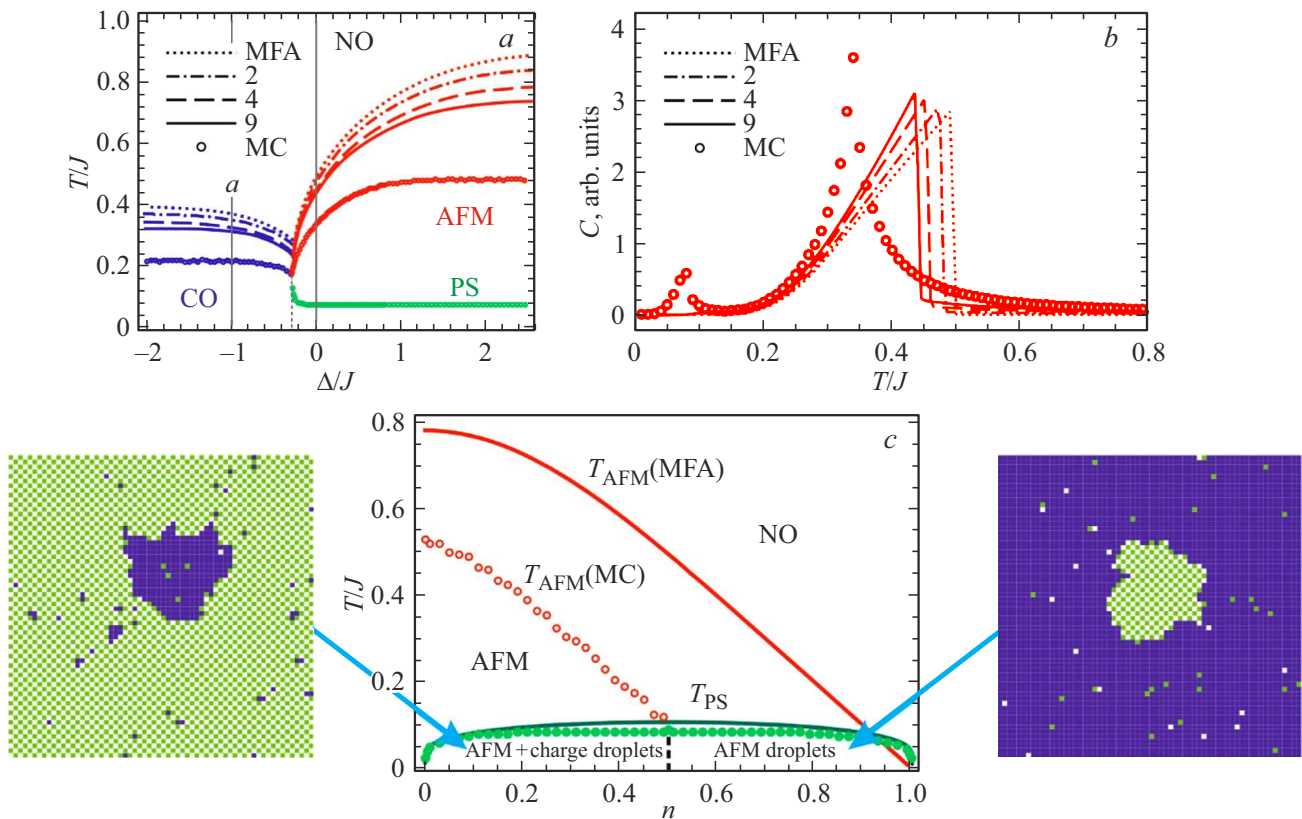 1.0
0.8
0.6
0.4
0.2
0
T/J
MFA
2
4
9
MC
NO
a
a
AFM
CO
PS
−2
−1
0
1
2
Δ/J
4
3
2
1
0
C, arb. units
MFA
2
4
9
MC
b
0
0.2
0.4
0.6
0.8
T/J
0.8
0.6
0.4
0.2
0
T/J
c
T_AFM(MFA)
NO
T_AFM(MC)
AFM
T_PS
AFM+charge droplets
AFM droplets
0
0.2
0.4
0.6
0.8
1.0
n